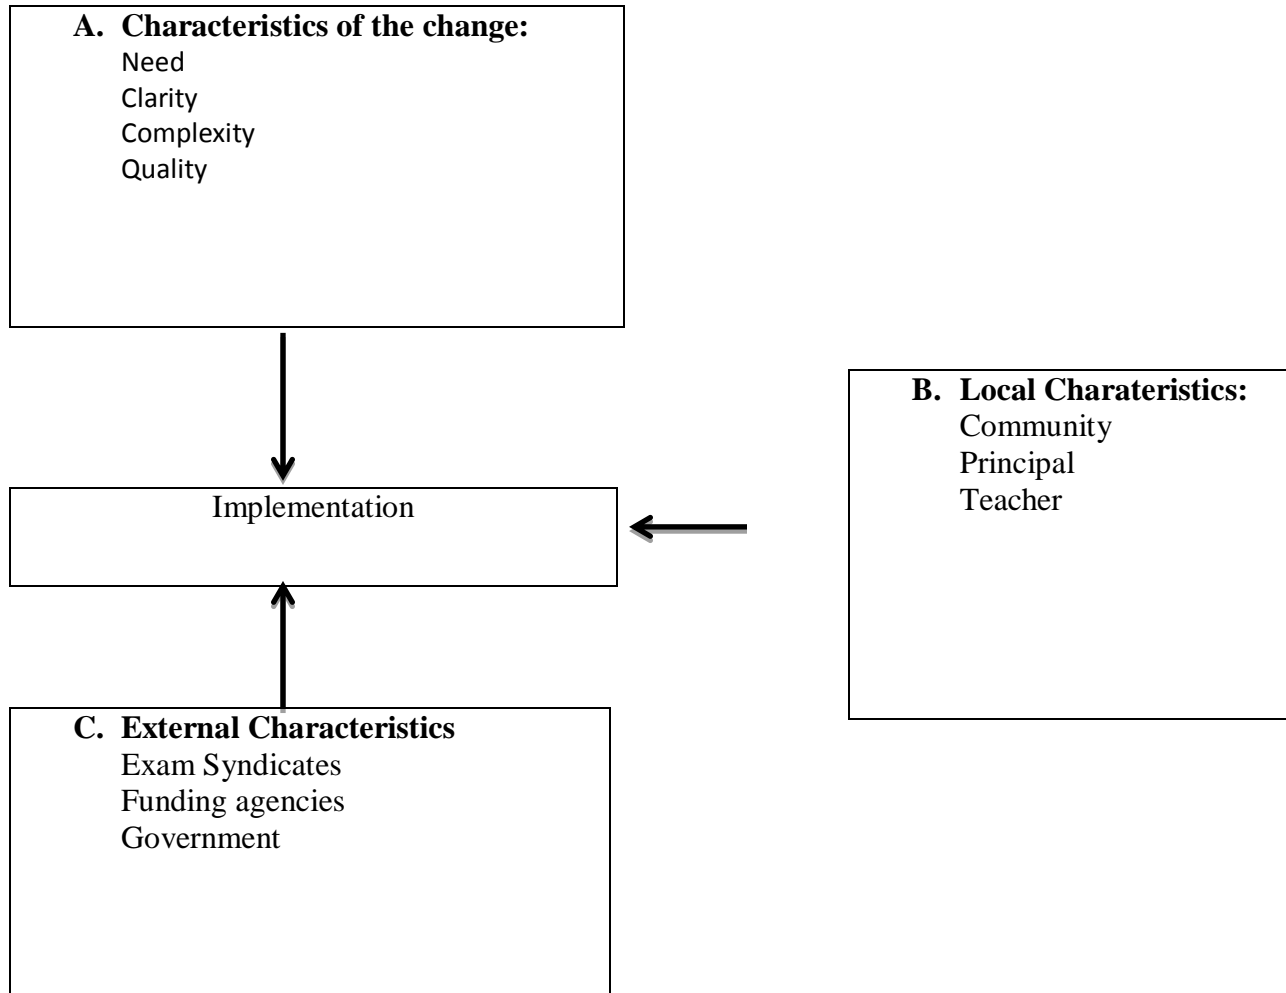 A. Characteristics of the change:
Need
Clarity
Complexity
Quality
B. Local Charateristics:
Community
Principal
Teacher
Implementation
C. External Characteristics
Exam Syndicates
Funding agencies
Government